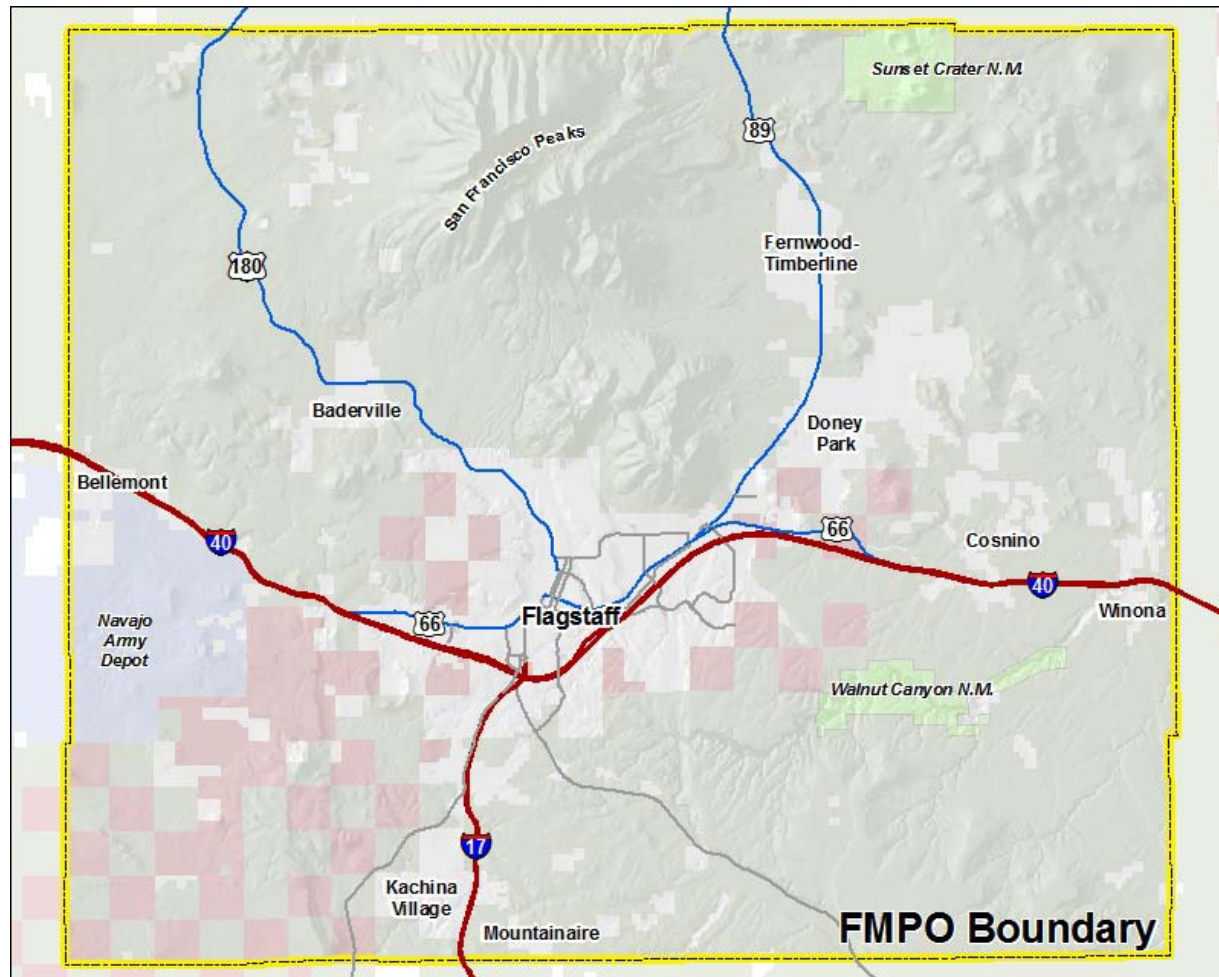 Sunset Crater N.M.
San Francisco Peaks
89
Fernwood-
Timberline
180
Baderville
Doney
Park
Bellemont
40
66
Cosnino
40
Winona
Flagstaff
66
Navajo
Army
Depot
Walnut Canyon N.M.
17
Kachina
Village
Mountainaire
FMPO Boundary